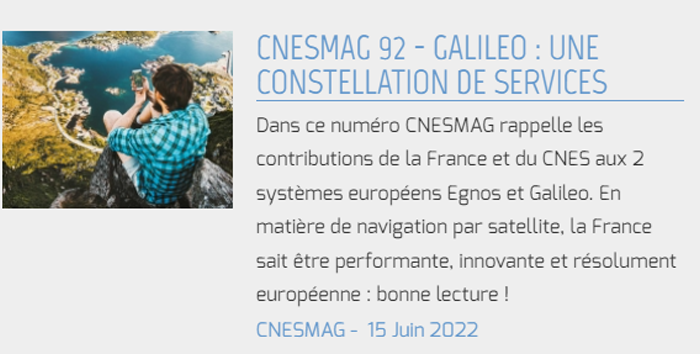 CNESMAG 92 - GALILEO : UNE
CONSTELLATION DE SERVICES
Dans ce numéro CNESMAG rappelle les
contributions de la France et du CNES aux 2
systèmes européens Egnos et Galileo. En
matière de navigation par satellite, la France
sait être performante, innovante et résolument
européenne : bonne lecture !
CNESMAG - 15 Juin 2022